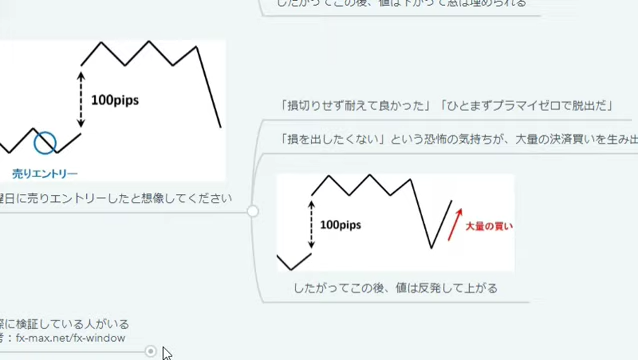 したがってこの後、値は下がって窓は埋められる
100pips
売りエントリー
曜日に売りエントリーしたと想像してください
「損切りせず耐えて良かった」「ひとまずプラマイゼロで脱出だ」
「損を出したくない」という恐怖の気持ちが、大量の決済買いを生み出
100pips
大量の買い
したがってこの後、値は反発して上がる
際に検証している人がいる
考：fx-max.net/fx-window